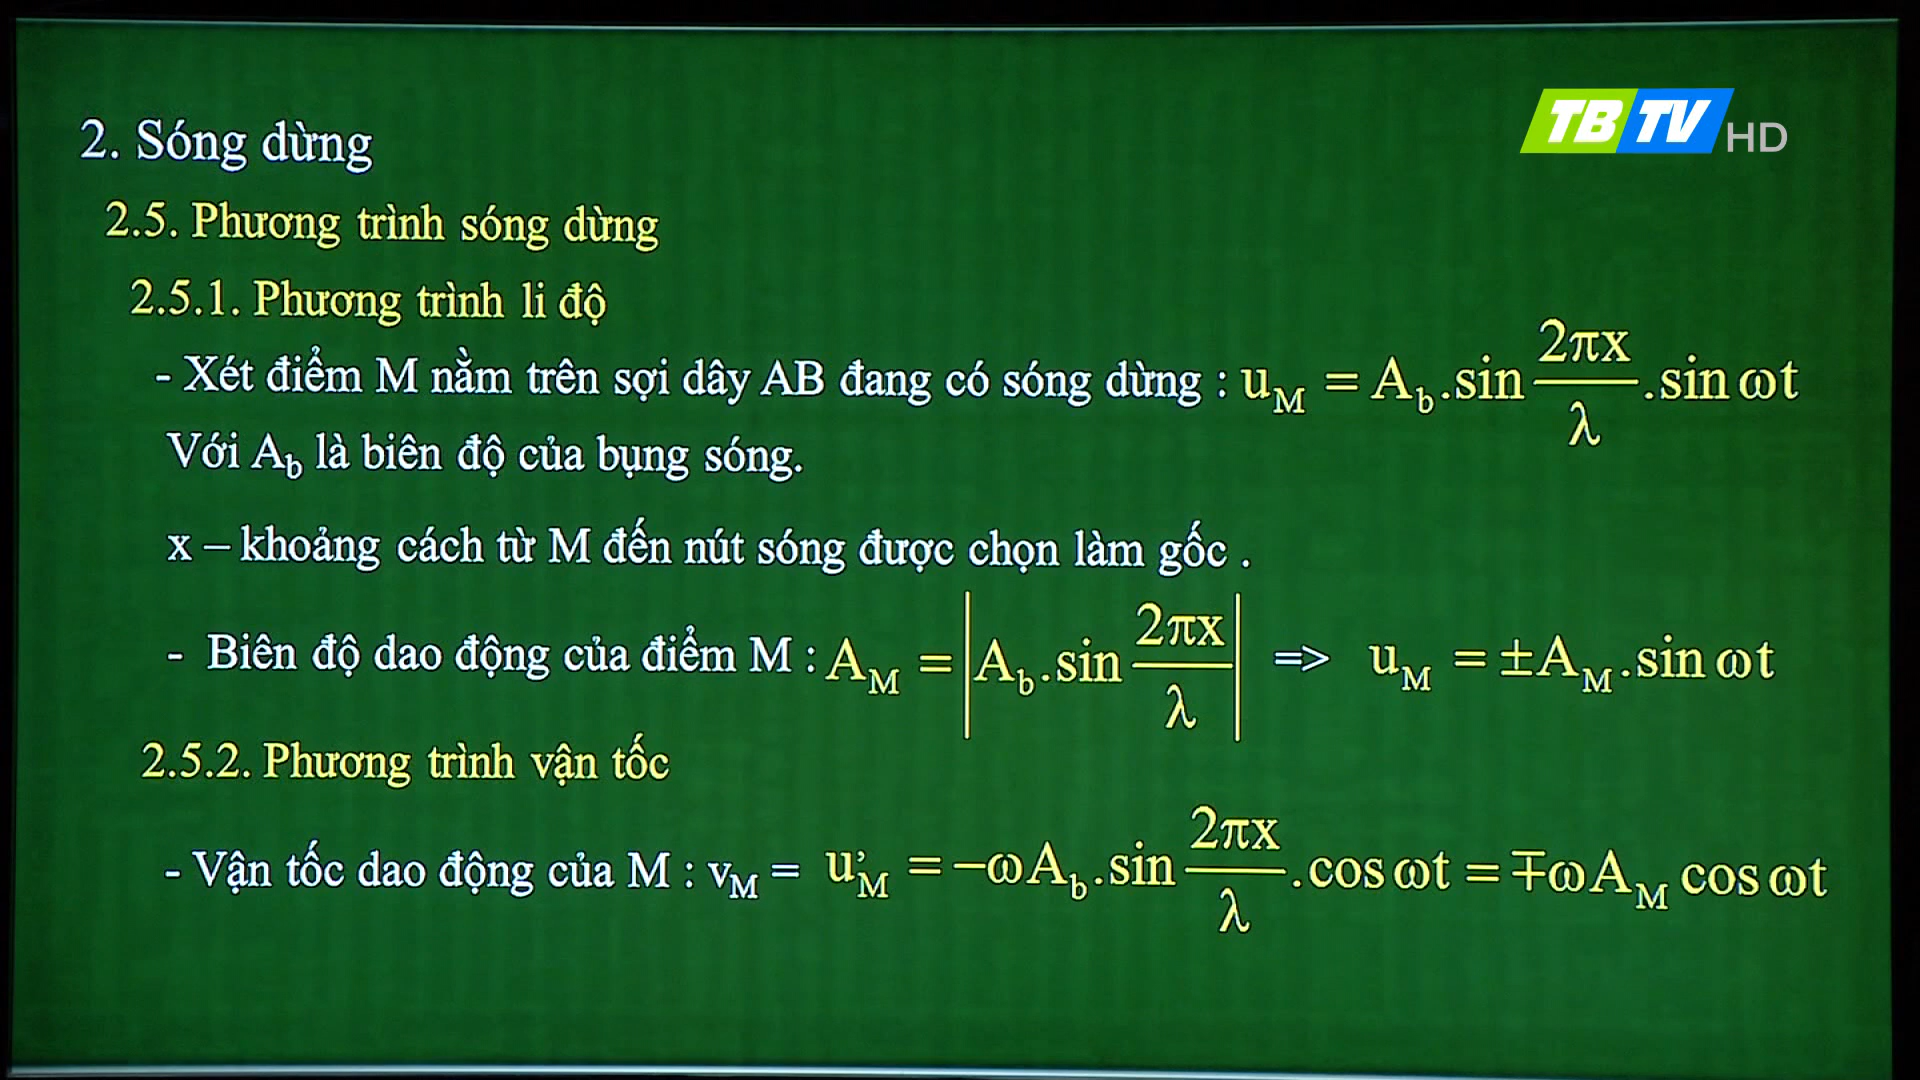 TBTV HD
2. Sóng dừng
2.5. Phương trình sóng dừng
2.5.1. Phương trình li độ
- Xét điểm M nằm trên sợi dây AB đang có sóng dừng : u_M = A_b.sin 2πx/λ .sin ωt
Với A_b là biên độ của bụng sóng.
x – khoảng cách từ M đến nút sóng được chọn làm gốc .
- Biên độ dao động của điểm M : A_M = |A_b.sin 2πx/λ| => u_M = ±A_M.sin ωt
2.5.2. Phương trình vận tốc
- Vận tốc dao động của M : v_M = u'_M = −ωA_b.sin 2πx/λ .cos ωt = ∓ωA_M cos ωt